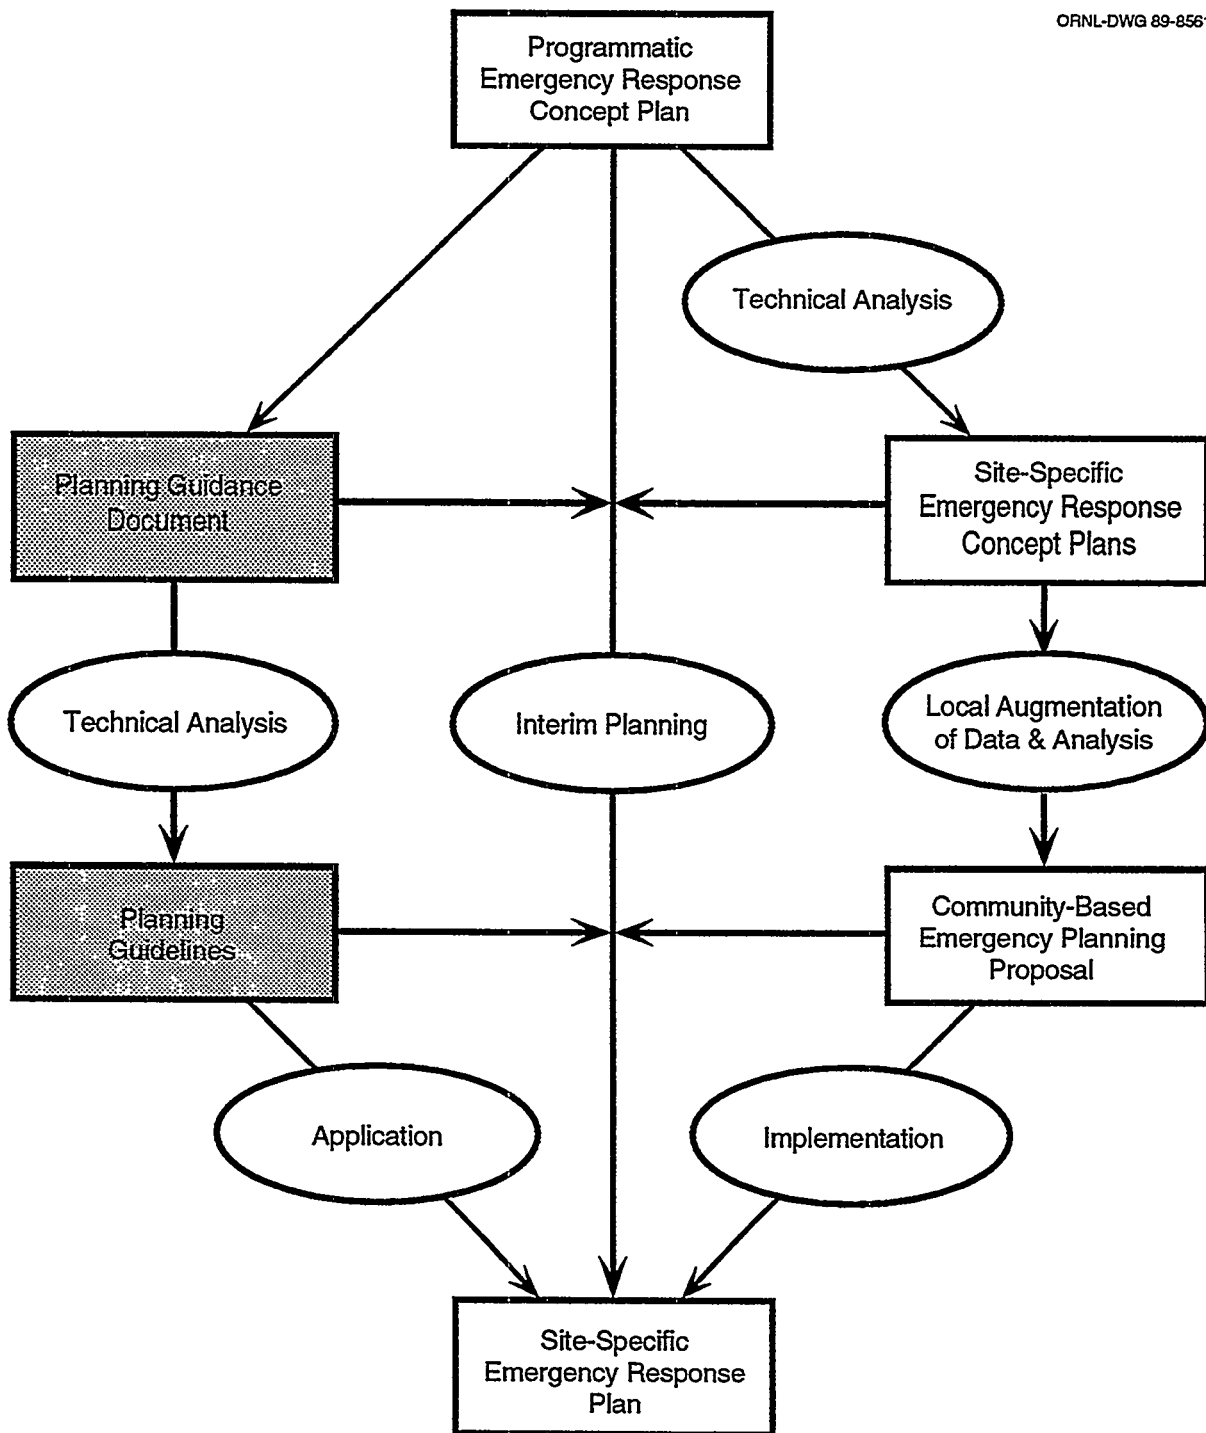 ORNL-DWG 89-8561
Programmatic
Emergency Response
Concept Plan
Technical Analysis
Planning Guidance
Document
Site-Specific
Emergency Response
Concept Plans
Technical Analysis
Interim Planning
Local Augmentation
of Data & Analysis
Planning
Guidelines
Community-Based
Emergency Planning
Proposal
Application
Implementation
Site-Specific
Emergency Response
Plan